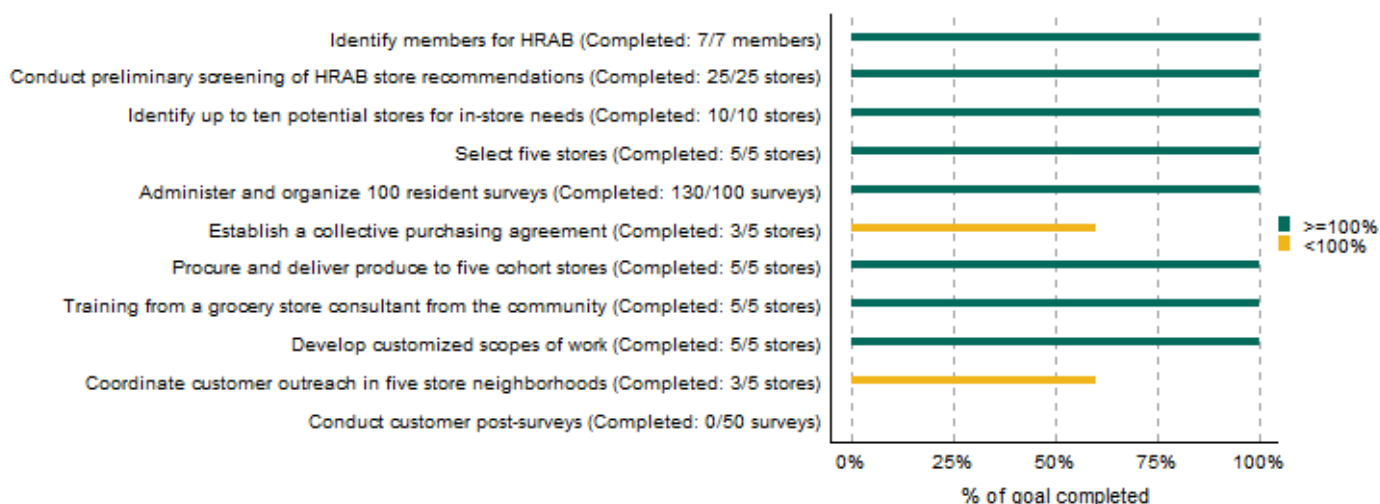 Identify members for HRAB (Completed: 7/7 members)
Conduct preliminary screening of HRAB store recommendations (Completed: 25/25 stores)
Identify up to ten potential stores for in-store needs (Completed: 10/10 stores)
Select five stores (Completed: 5/5 stores)
Administer and organize 100 resident surveys (Completed: 130/100 surveys)
Establish a collective purchasing agreement (Completed: 3/5 stores)
Procure and deliver produce to five cohort stores (Completed: 5/5 stores)
Training from a grocery store consultant from the community (Completed: 5/5 stores)
Develop customized scopes of work (Completed: 5/5 stores)
Coordinate customer outreach in five store neighborhoods (Completed: 3/5 stores)
Conduct customer post-surveys (Completed: 0/50 surveys)
>=100%
<100%
0% 25% 50% 75% 100%
% of goal completed